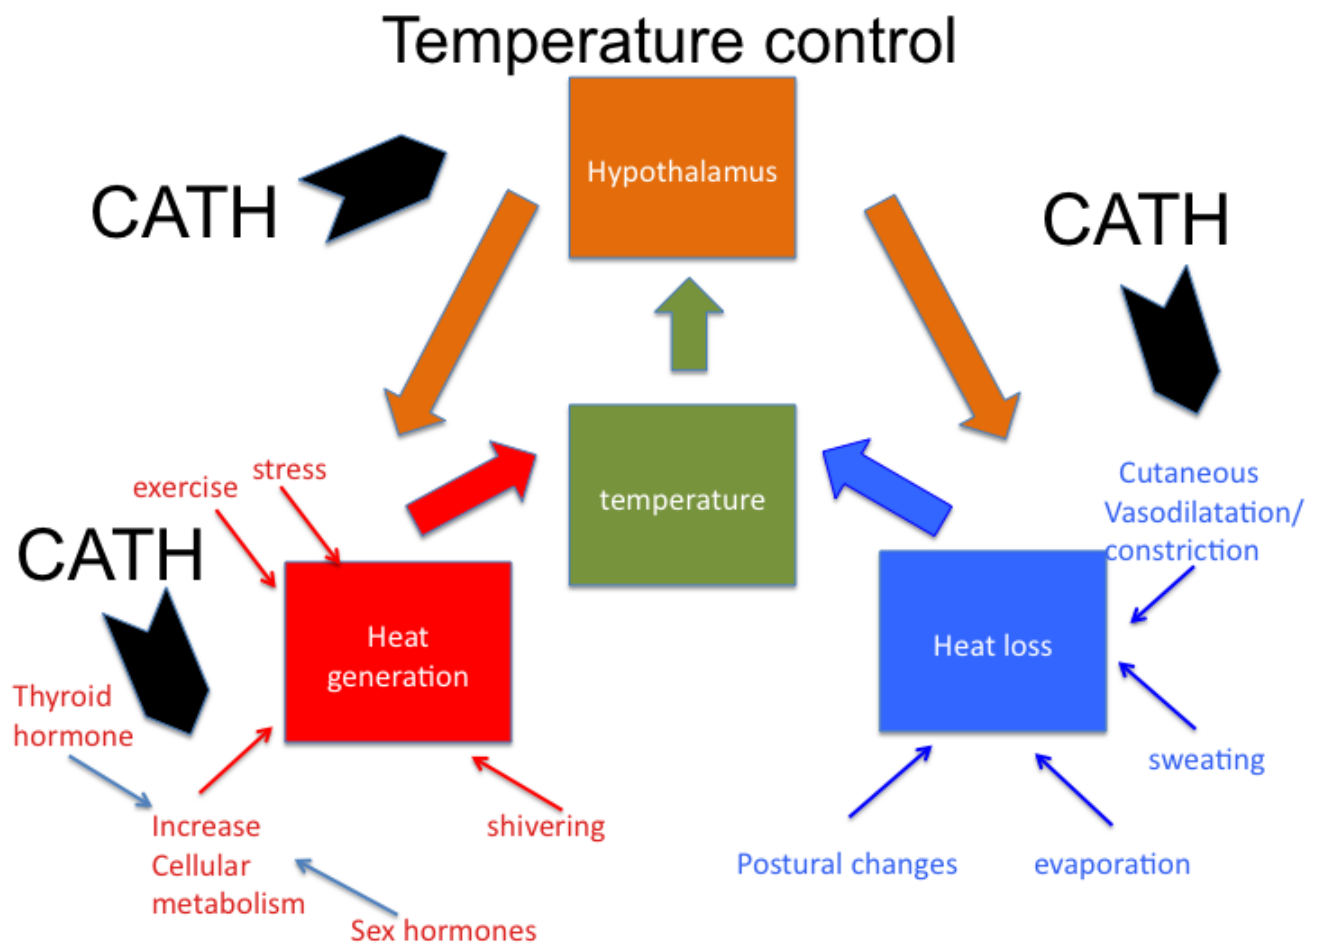 Temperature control
Hypothalamus
CATH
CATH
temperature
stress
exercise
CATH
Heat
generation
Thyroid
hormone
Increase
Cellular
metabolism
shivering
Sex hormones
Cutaneous
Vasodilatation/
constriction
Heat loss
sweating
Postural changes
evaporation